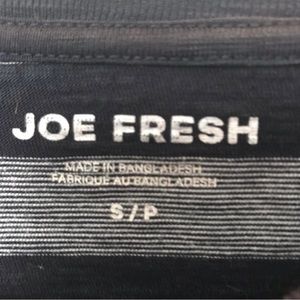 JOE FRESH
MADE IN BANGLADESH
FABRIQUÉ AU BANGLADESH
S / P